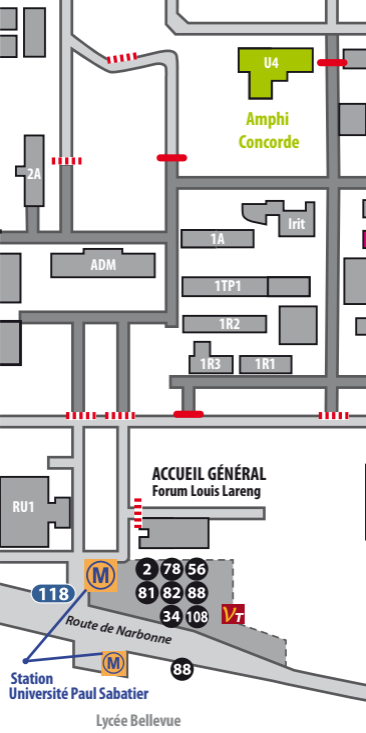 U4
Amphi
Concorde
2A
Irit
1A
ADM
1TP1
1R2
1R3
1R1
ACCUEIL GÉNÉRAL
Forum Louis Lareng
RU1
M
2 78 56
118
81 82 88
34 108
VT
Route de Narbonne
M
88
Station
Université Paul Sabatier
Lycée Bellevue